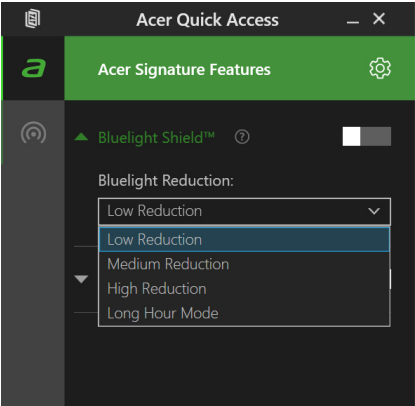 Acer Quick Access
a
Acer Signature Features
Bluelight Shield™ ?
Bluelight Reduction:
Low Reduction
Low Reduction
Medium Reduction
High Reduction
Long Hour Mode